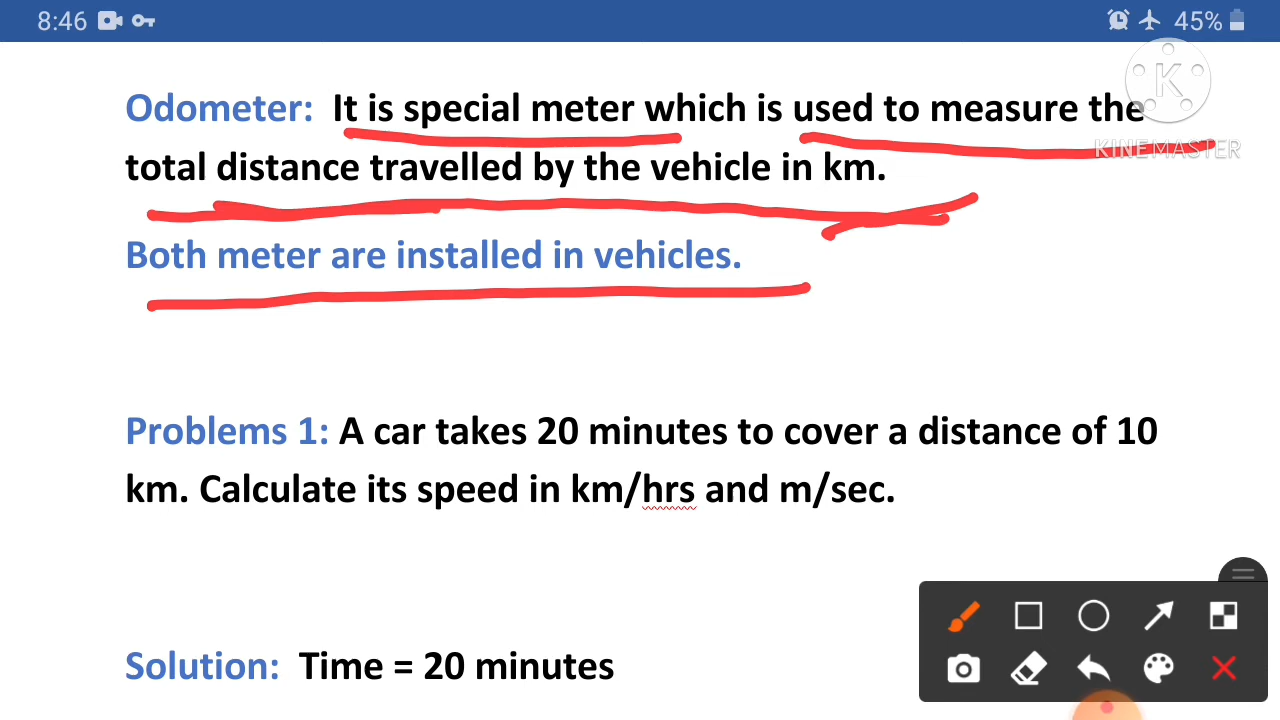 8:46 45%
Odometer: It is special meter which is used to measure the
total distance travelled by the vehicle in km.
Both meter are installed in vehicles.
Problems 1: A car takes 20 minutes to cover a distance of 10
km. Calculate its speed in km/hrs and m/sec.
Solution: Time = 20 minutes
K
KINEMASTER